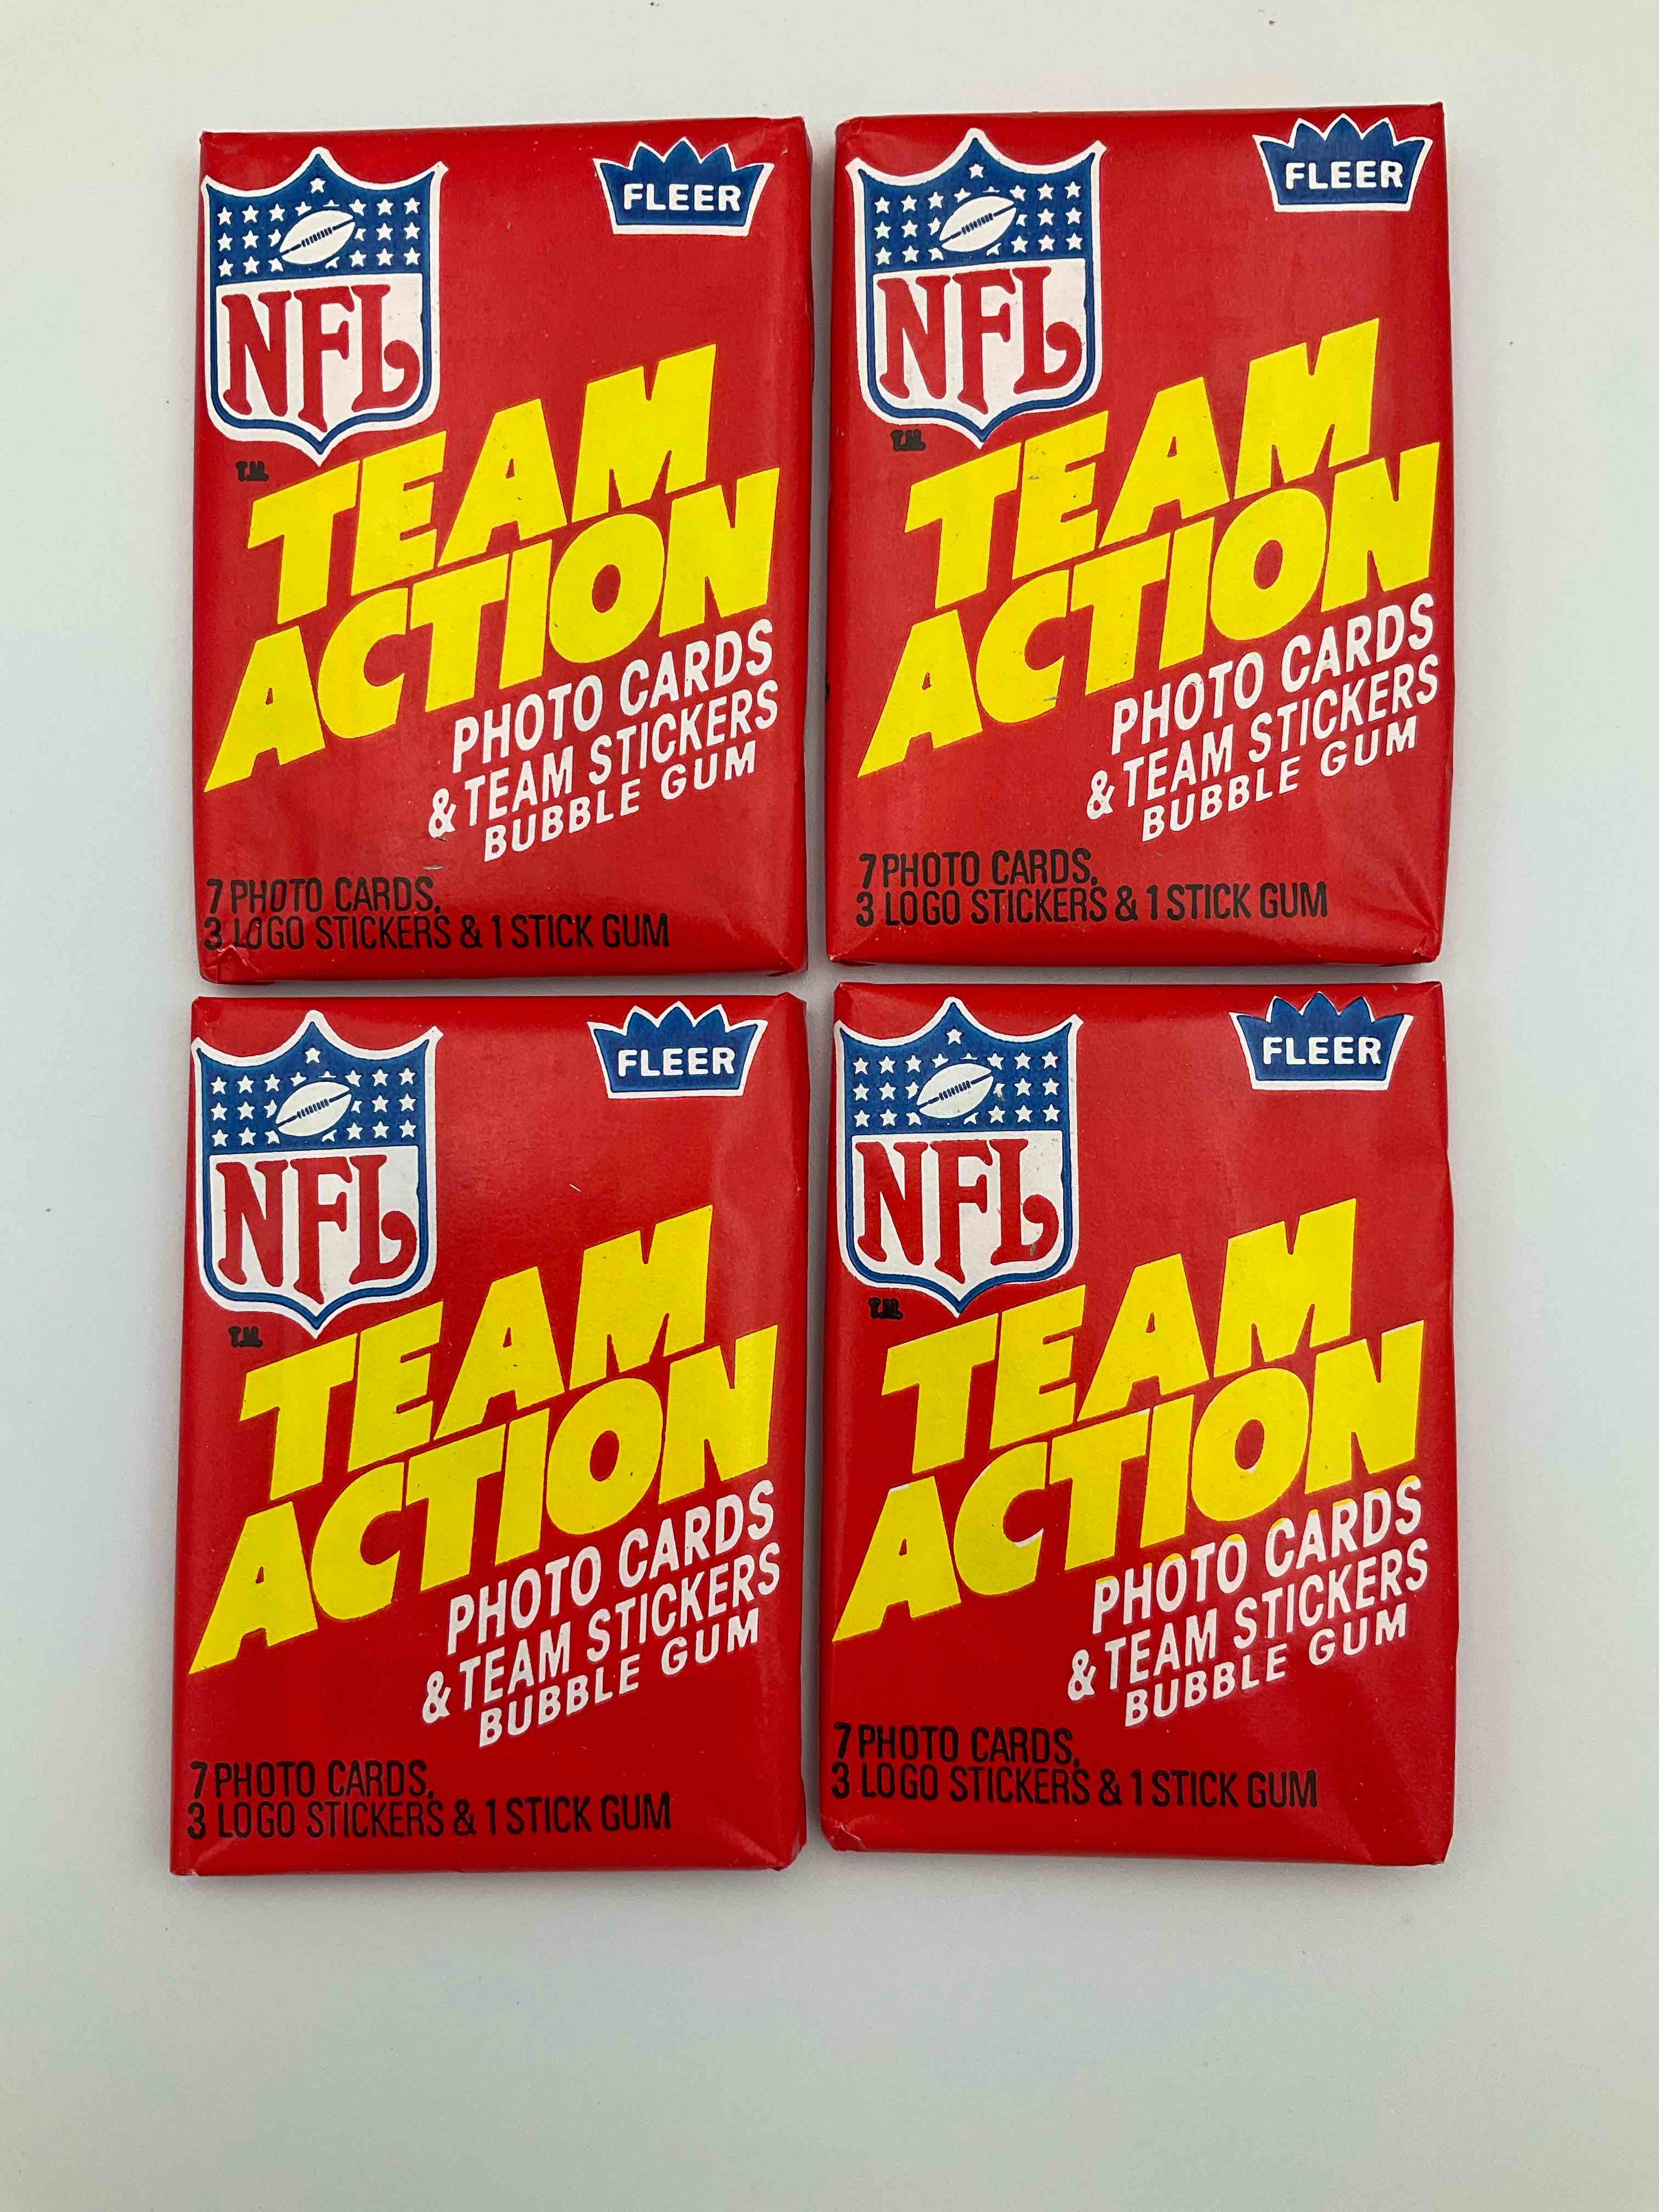 NFL
FLEER
T.M.
TEAM
ACTION
PHOTO CARDS
& TEAM STICKERS
BUBBLE GUM
7 PHOTO CARDS,
3 LOGO STICKERS & 1 STICK GUM
NFL
FLEER
T.M.
TEAM
ACTION
PHOTO CARDS
& TEAM STICKERS
BUBBLE GUM
7 PHOTO CARDS,
3 LOGO STICKERS & 1 STICK GUM
NFL
FLEER
T.M.
TEAM
ACTION
PHOTO CARDS
& TEAM STICKERS
BUBBLE GUM
7 PHOTO CARDS,
3 LOGO STICKERS & 1 STICK GUM
NFL
FLEER
T.M.
TEAM
ACTION
PHOTO CARDS
& TEAM STICKERS
BUBBLE GUM
7 PHOTO CARDS,
3 LOGO STICKERS & 1 STICK GUM